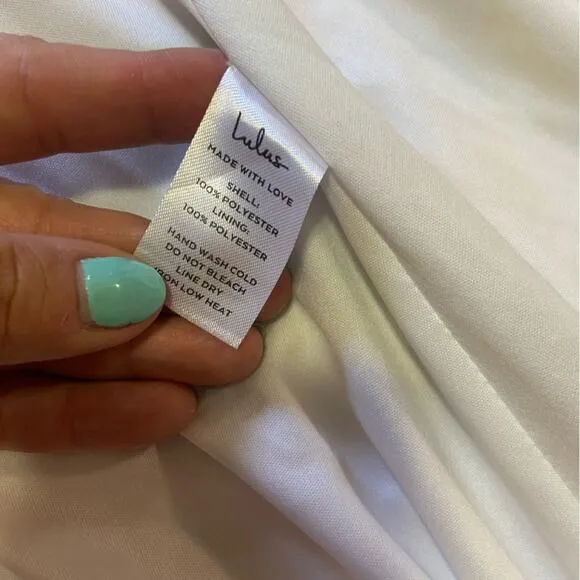 Lulus
MADE WITH LOVE
SHELL:
100% POLYESTER
LINING:
100% POLYESTER
HAND WASH COLD
DO NOT BLEACH
LINE DRY
IRON LOW HEAT